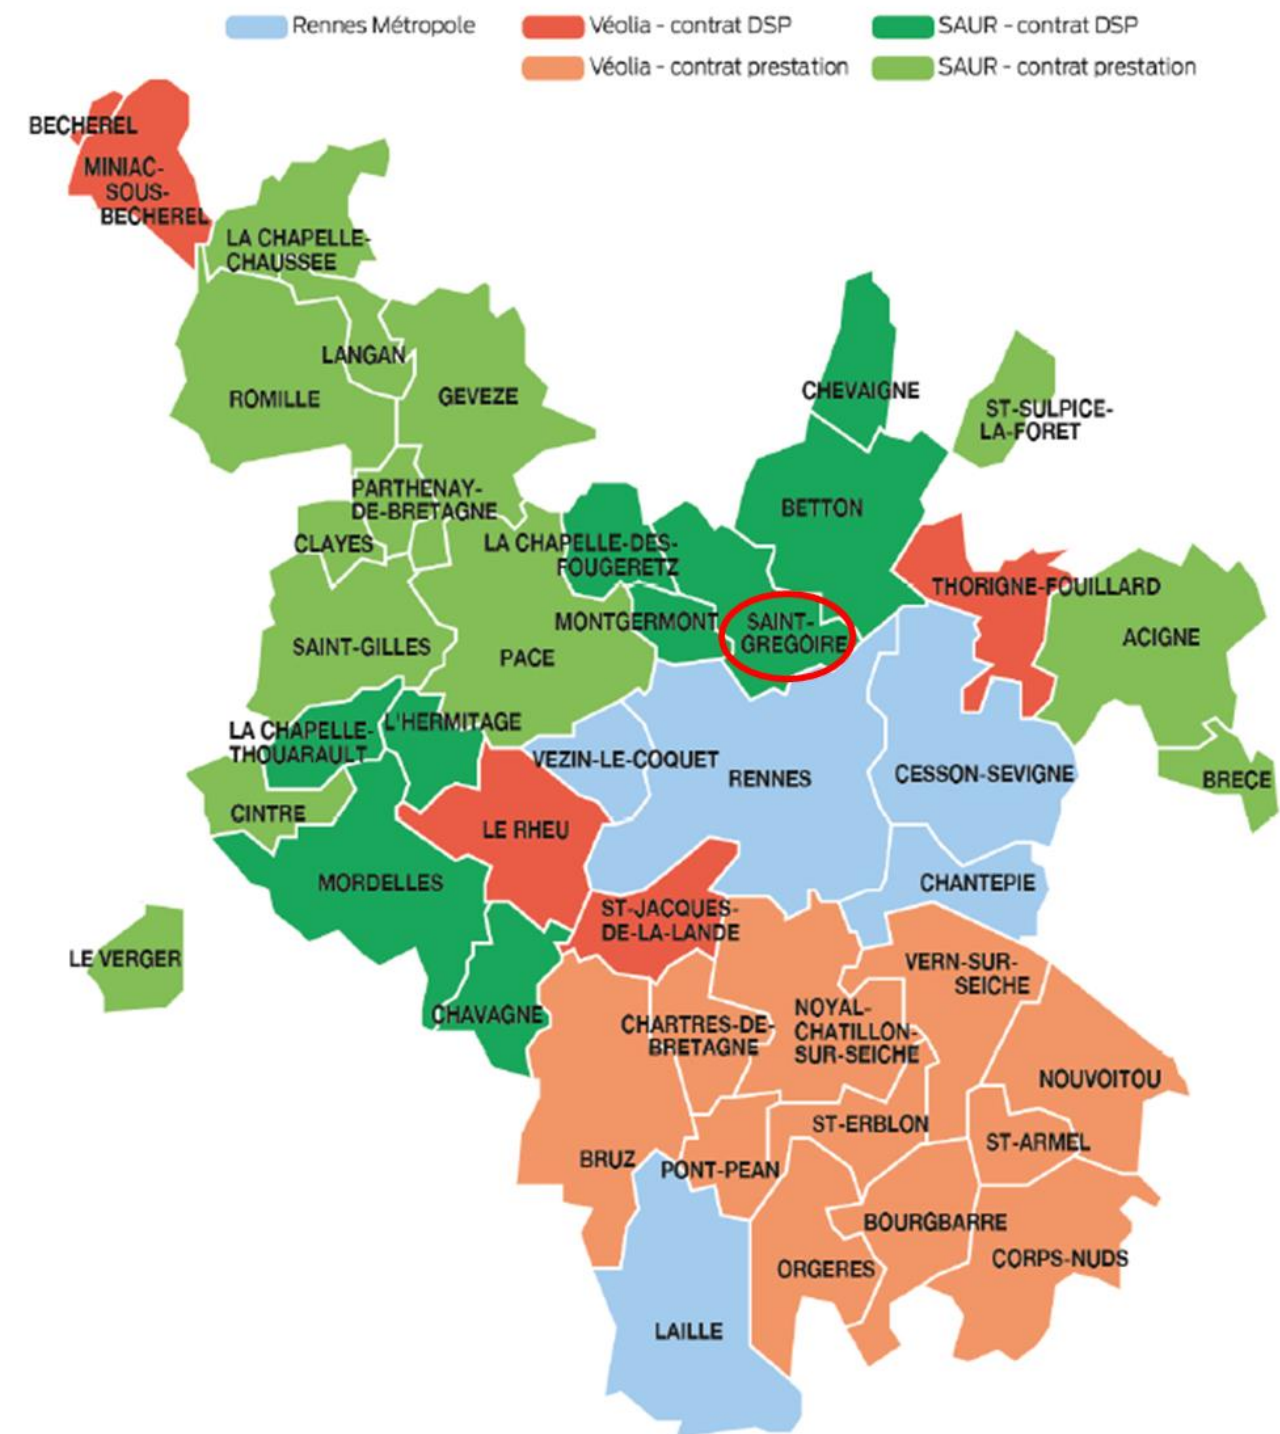 Rennes Métropole
Véolia - contrat DSP
SAUR - contrat DSP
Véolia - contrat prestation
SAUR - contrat prestation
BECHEREL
MINIAC-
SOUS-
BECHEREL
LA CHAPELLE-
CHAUSSEE
LANGAN
ROMILLE
GEVEZE
CHEVAIGNE
ST-SULPICE-
LA-FORET
PARTHENAY-
DE-BRETAGNE
BETTON
CLAYES
LA CHAPELLE-DES-
FOUGERETZ
THORIGNE-FOUILLARD
MONTGERMONT
SAINT-
GREGOIRE
ACIGNE
SAINT-GILLES
PACE
LA CHAPELLE-
THOUARAULT
L'HERMITAGE
VEZIN-LE-COQUET
RENNES
CESSON-SEVIGNE
BRECE
CINTRE
LE RHEU
MORDELLES
CHANTEPIE
ST-JACQUES-
DE-LA-LANDE
LE VERGER
VERN-SUR-
SEICHE
CHAVAGNE
CHARTRES-DE-
BRETAGNE
NOYAL-
CHATILLON-
SUR-SEICHE
NOUVOITOU
ST-ERBLON
ST-ARMEL
BRUZ
PONT-PEAN
BOURGBARRE
ORGERES
CORPS-NUDS
LAILLE